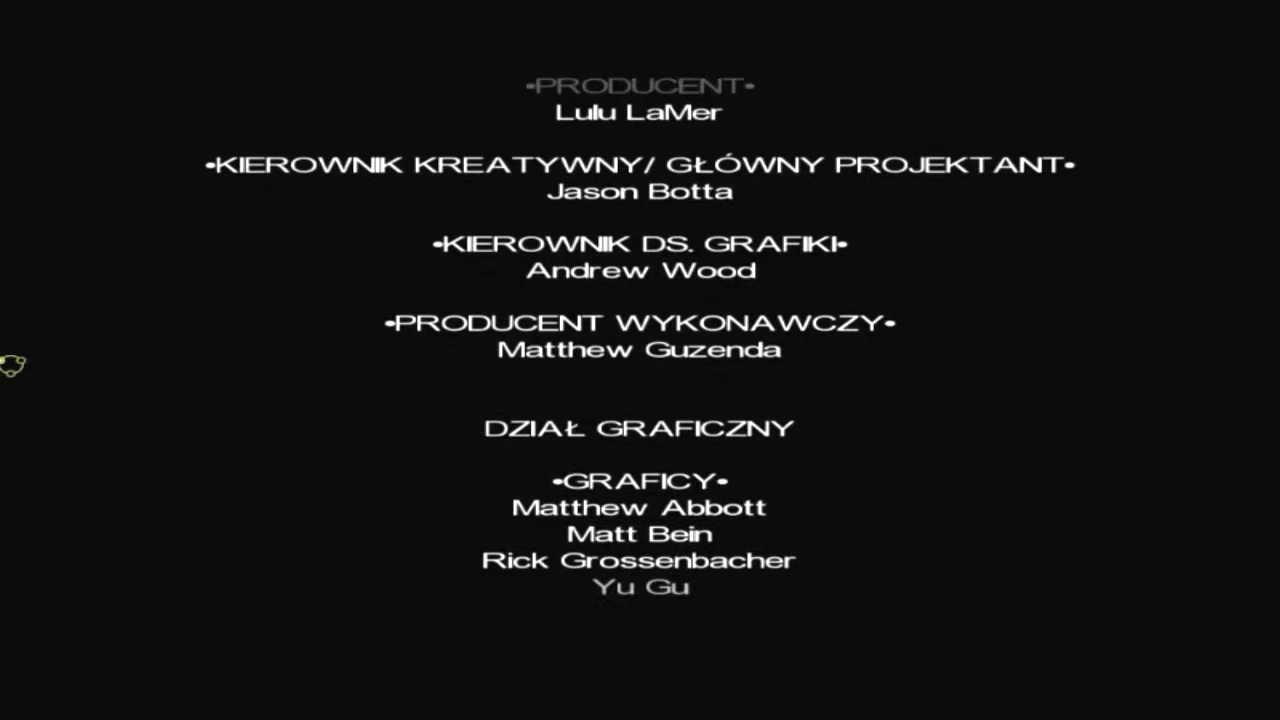 •PRODUCENT•
Lulu LaMer
•KIEROWNIK KREATYWNY/ GŁÓWNY PROJEKTANT•
Jason Botta
•KIEROWNIK DS. GRAFIKI•
Andrew Wood
•PRODUCENT WYKONAWCZY•
Matthew Guzenda
DZIAŁ GRAFICZNY
•GRAFICY•
Matthew Abbott
Matt Bein
Rick Grossenbacher
Yu Gu